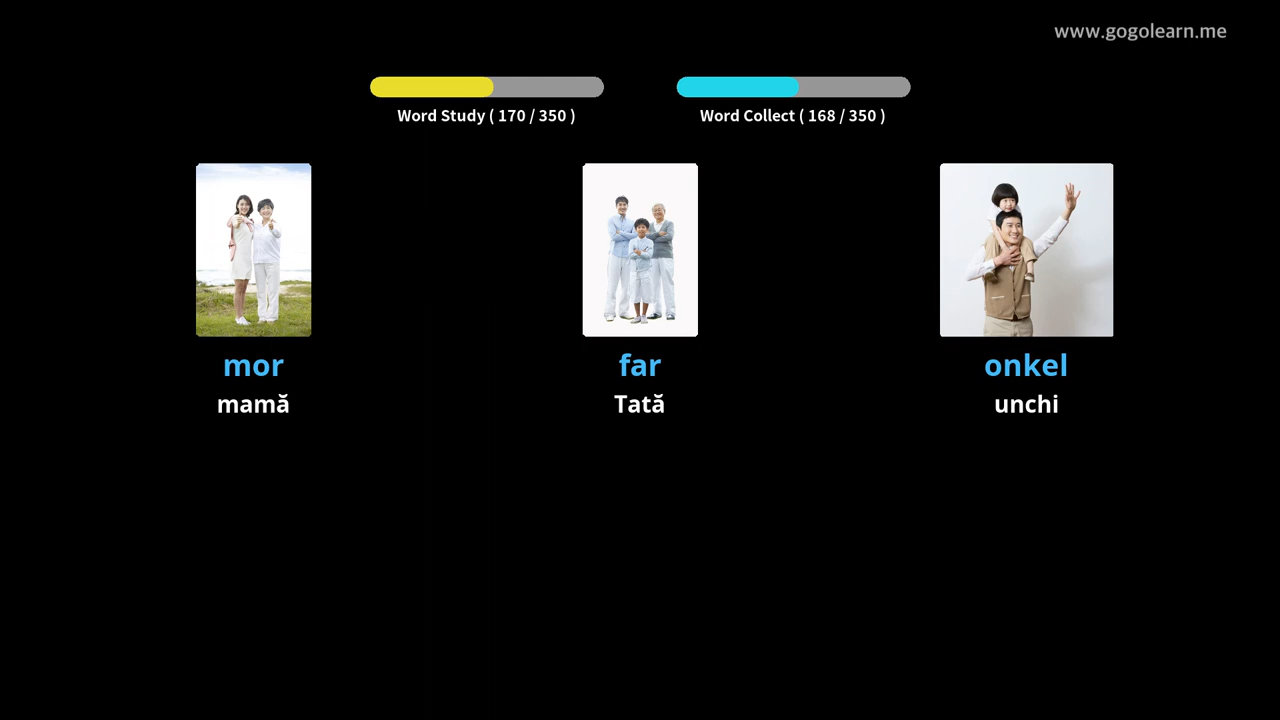 www.gogolearn.me
Word Study ( 170 / 350 )
Word Collect ( 168 / 350 )
mor
far
onkel
mamă
Tată
unchi